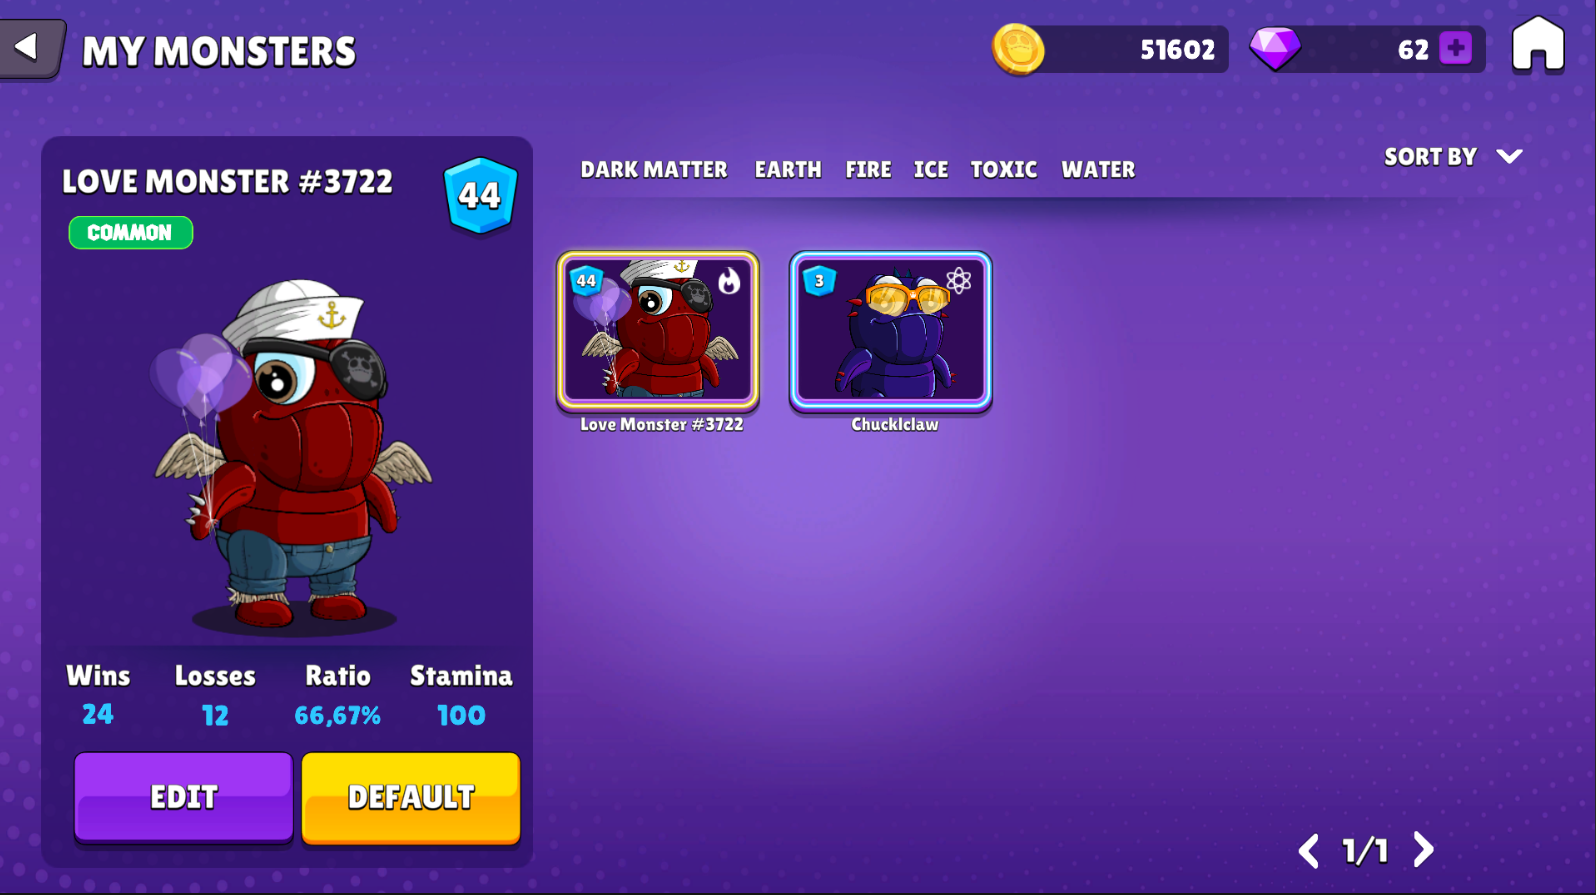 MY MONSTERS
51602
62
LOVE MONSTER #3722
44
COMMON
DARK MATTER EARTH FIRE ICE TOXIC WATER
SORT BY
44
3
Love Monster #3722
Chucklclaw
Wins Losses Ratio Stamina
24 12 66,67% 100
EDIT DEFAULT
1/1